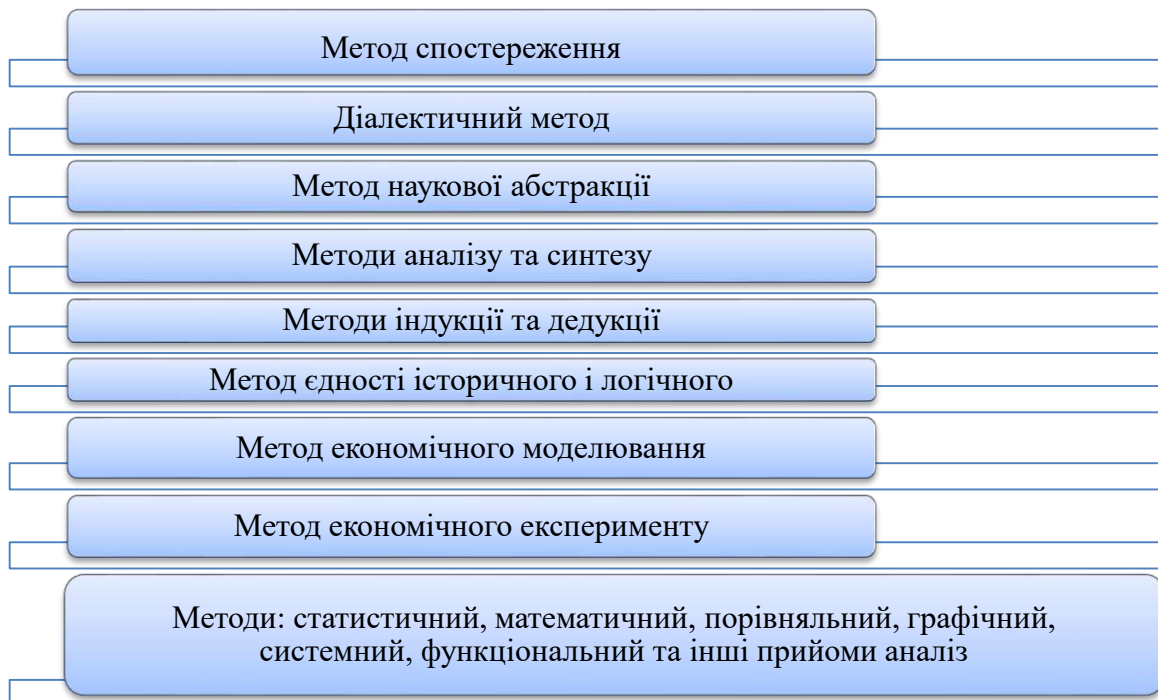 Метод спостереження
Діалектичний метод
Метод наукової абстракції
Методи аналізу та синтезу
Методи індукції та дедукції
Метод єдності історичного і логічного
Метод економічного моделювання
Метод економічного експерименту
Методи: статистичний, математичний, порівняльний, графічний,
системний, функціональний та інші прийоми аналіз